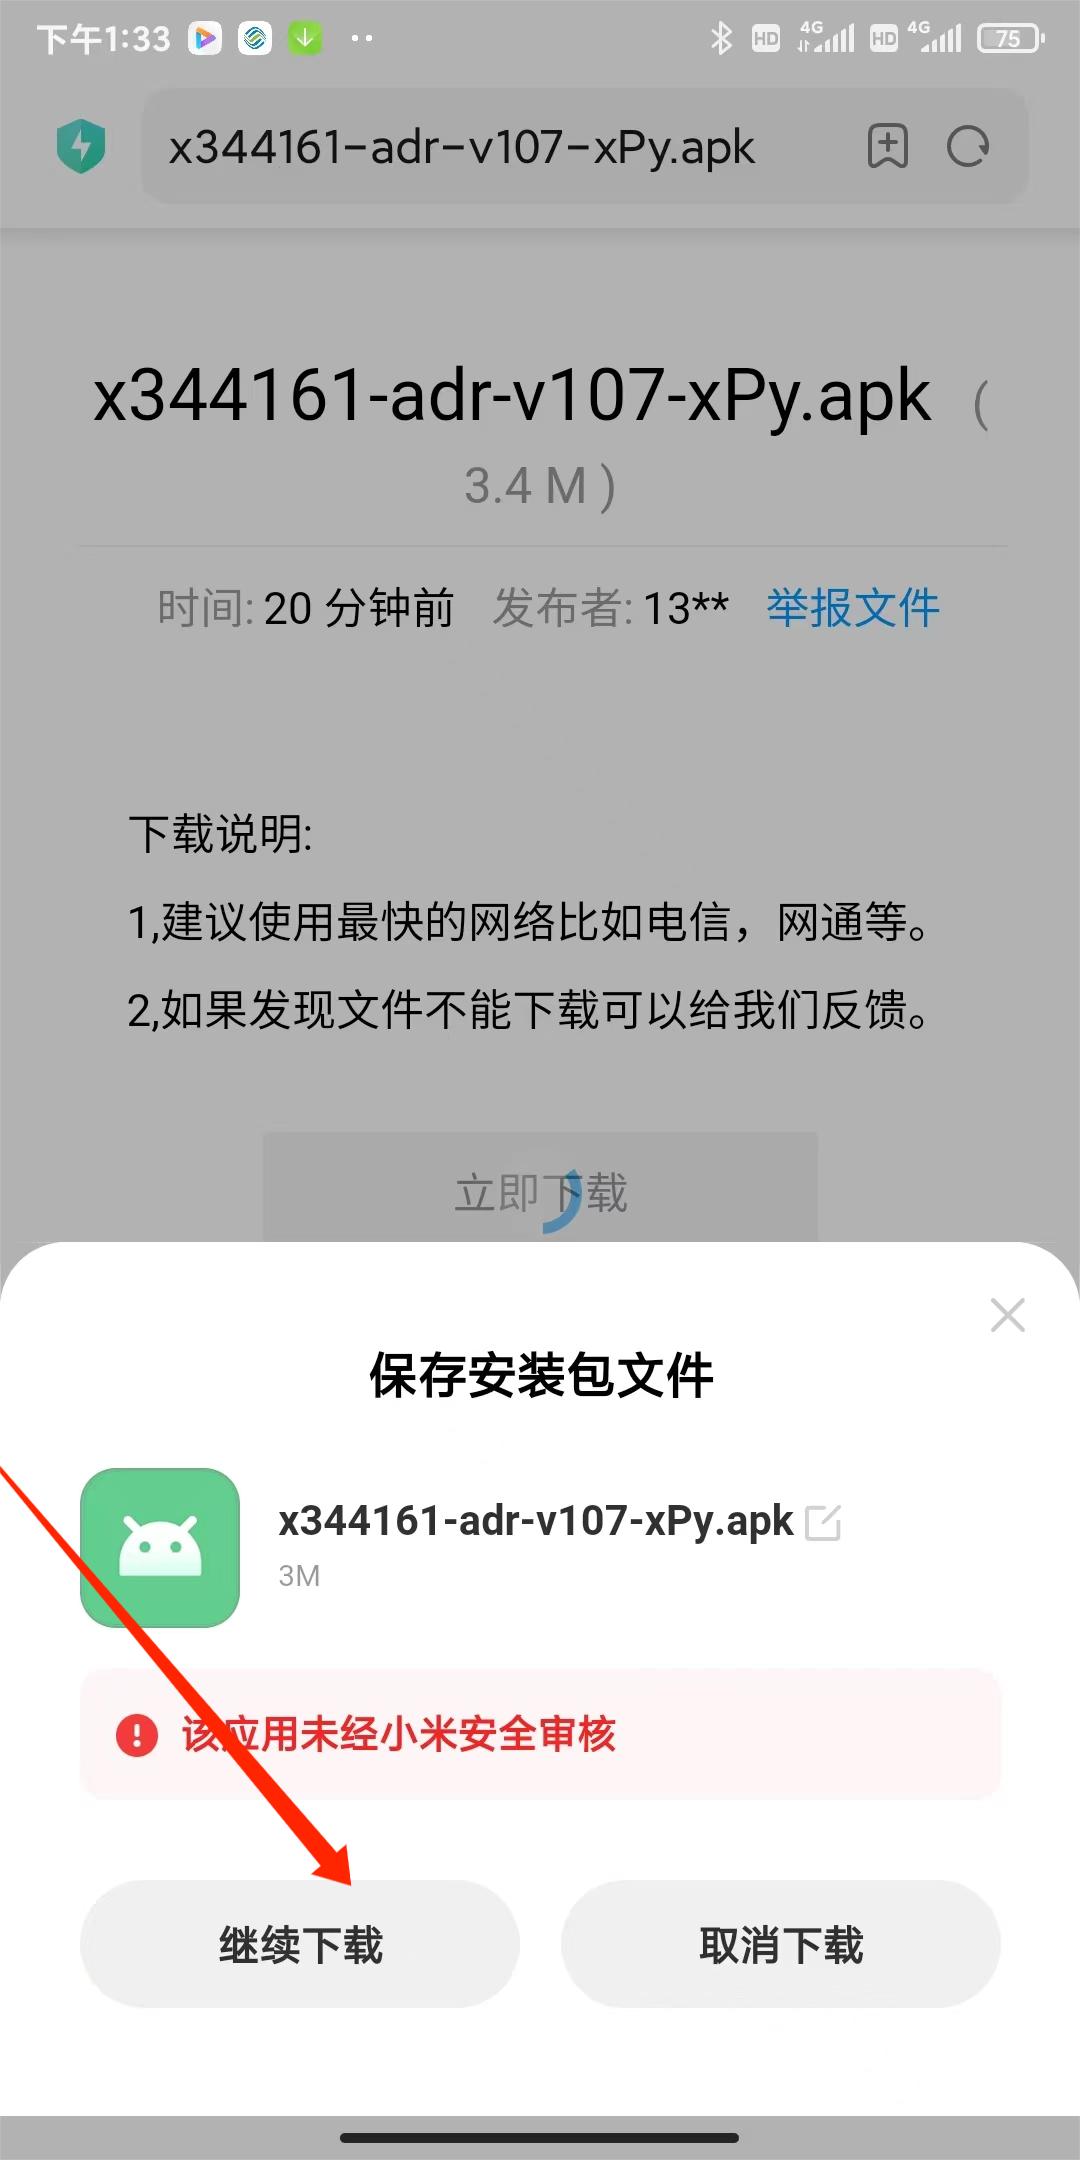 下午1:33
HD 4G HD 4G 75
x344161-adr-v107-xPy.apk
x344161-adr-v107-xPy.apk (
3.4 M )
时间: 20 分钟前 发布者: 13** 举报文件
下载说明:
1,建议使用最快的网络比如电信，网通等。
2,如果发现文件不能下载可以给我们反馈。
立即下载
保存安装包文件
x344161-adr-v107-xPy.apk
3M
该应用未经小米安全审核
继续下载 取消下载